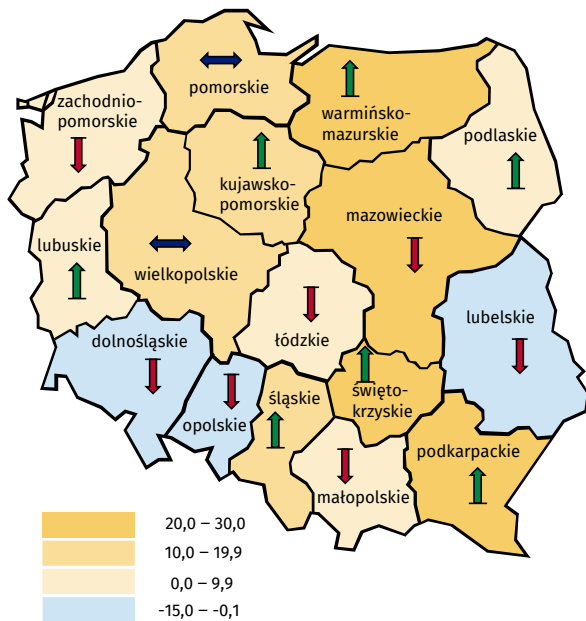 zachodnio-
pomorskie
pomorskie
warmińsko-
mazurskie
podlaskie
kujawsko-
pomorskie
mazowieckie
lubuskie
wielkopolskie
łódzkie
lubelskie
dolnośląskie
opolskie
śląskie
święto-
krzyskie
podkarpackie
małopolskie
20,0 – 30,0
10,0 – 19,9
0,0 – 9,9
-15,0 – -0,1